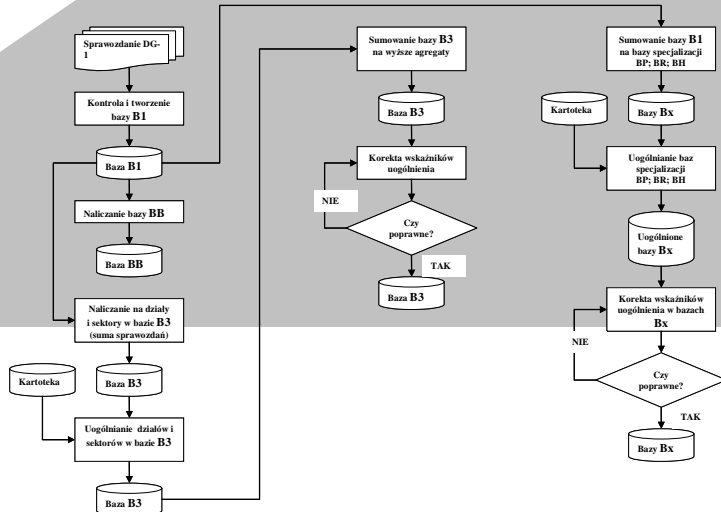 Sprawozdanie DG-
1
Kontrola i tworzenie
bazy B1
Baza B1
Naliczanie bazy BB
Baza BB
Naliczanie na działy
i sektory w bazie B3
(suma sprawozdań)
Kartoteka
Baza B3
Uogólnianie działów i
sektorów w bazie B3
Baza B3
Sumowanie bazy B3
na wyższe agregaty
Baza B3
Korekta wskaźników
uogólnienia
NIE
Czy
poprawne?
TAK
Baza B3
Sumowanie bazy B1
na bazy specjalizacji
BP; BR; BH
Kartoteka
Bazy Bx
Uogólnianie baz
specjalizacji
BP; BR; BH
Uogólnione
bazy Bx
Korekta wskaźników
uogólnienia w bazach
Bx
NIE
Czy
poprawne?
TAK
Bazy Bx